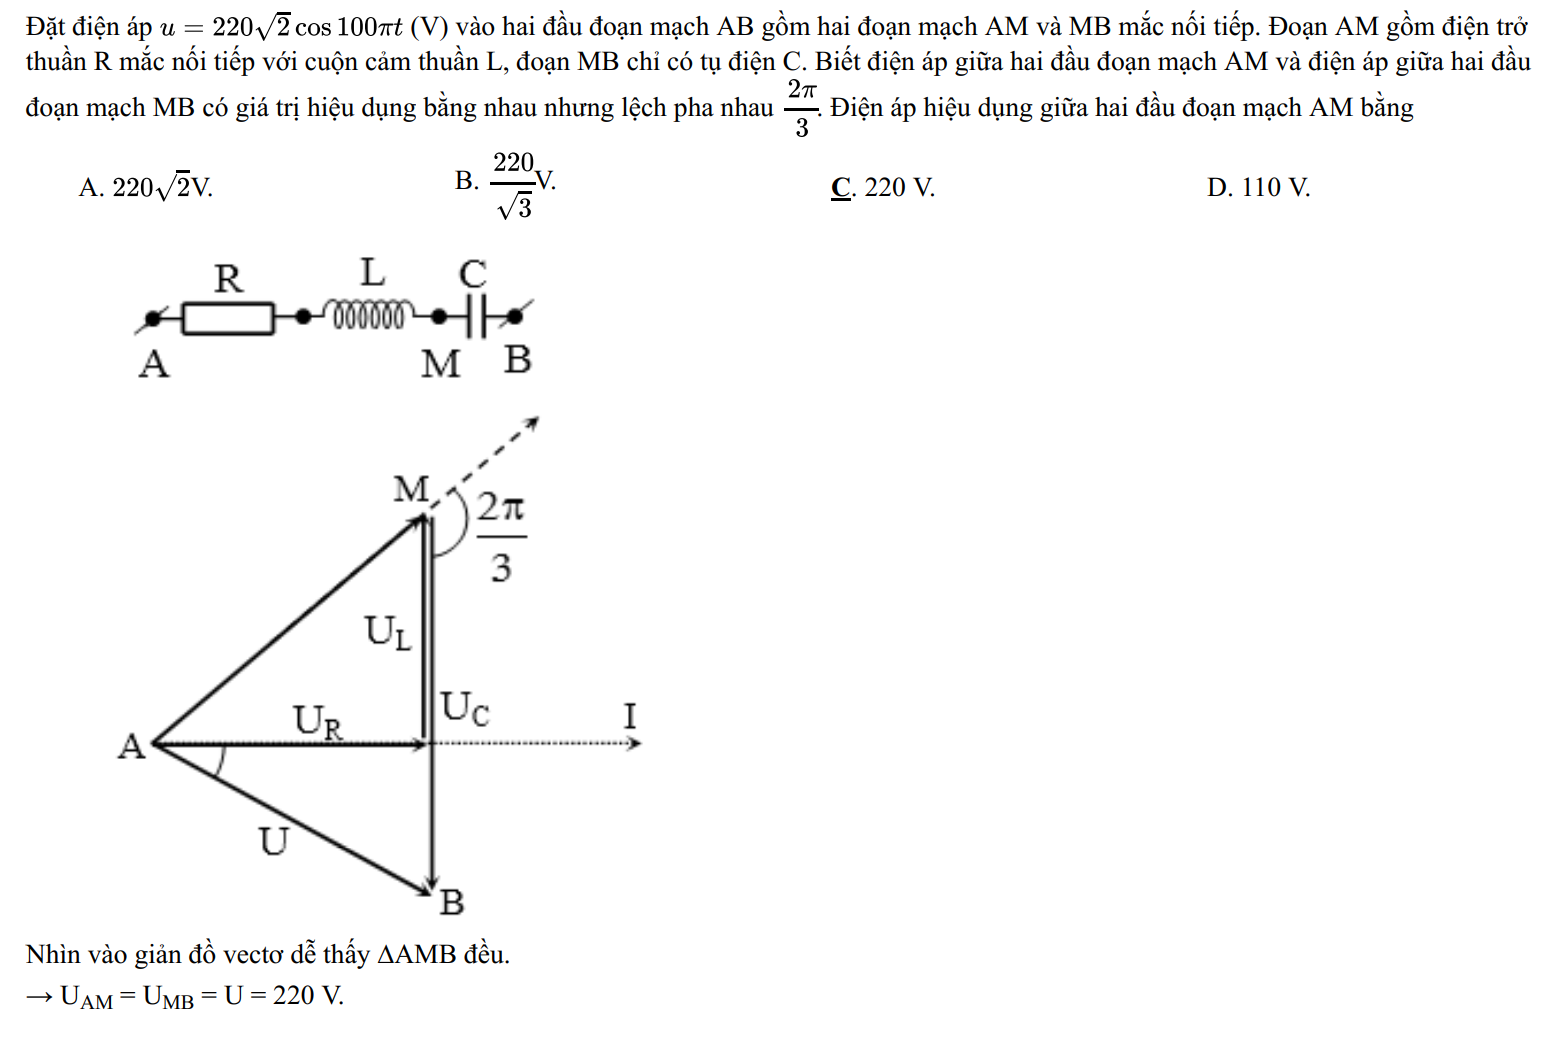 Đặt điện áp u = 220√2 cos 100πt (V) vào hai đầu đoạn mạch AB gồm hai đoạn mạch AM và MB mắc nối tiếp. Đoạn AM gồm điện trở
thuần R mắc nối tiếp với cuộn cảm thuần L, đoạn MB chỉ có tụ điện C. Biết điện áp giữa hai đầu đoạn mạch AM và điện áp giữa hai đầu
đoạn mạch MB có giá trị hiệu dụng bằng nhau nhưng lệch pha nhau 2π/3. Điện áp hiệu dụng giữa hai đầu đoạn mạch AM bằng
A. 220√2V. B. 220/√3 V. C. 220 V. D. 110 V.
R L C
A M B
M 2π/3
U_L
U_R U_C I
A
U
B
Nhìn vào giản đồ vectơ dễ thấy ΔAMB đều.
→ U_AM = U_MB = U = 220 V.